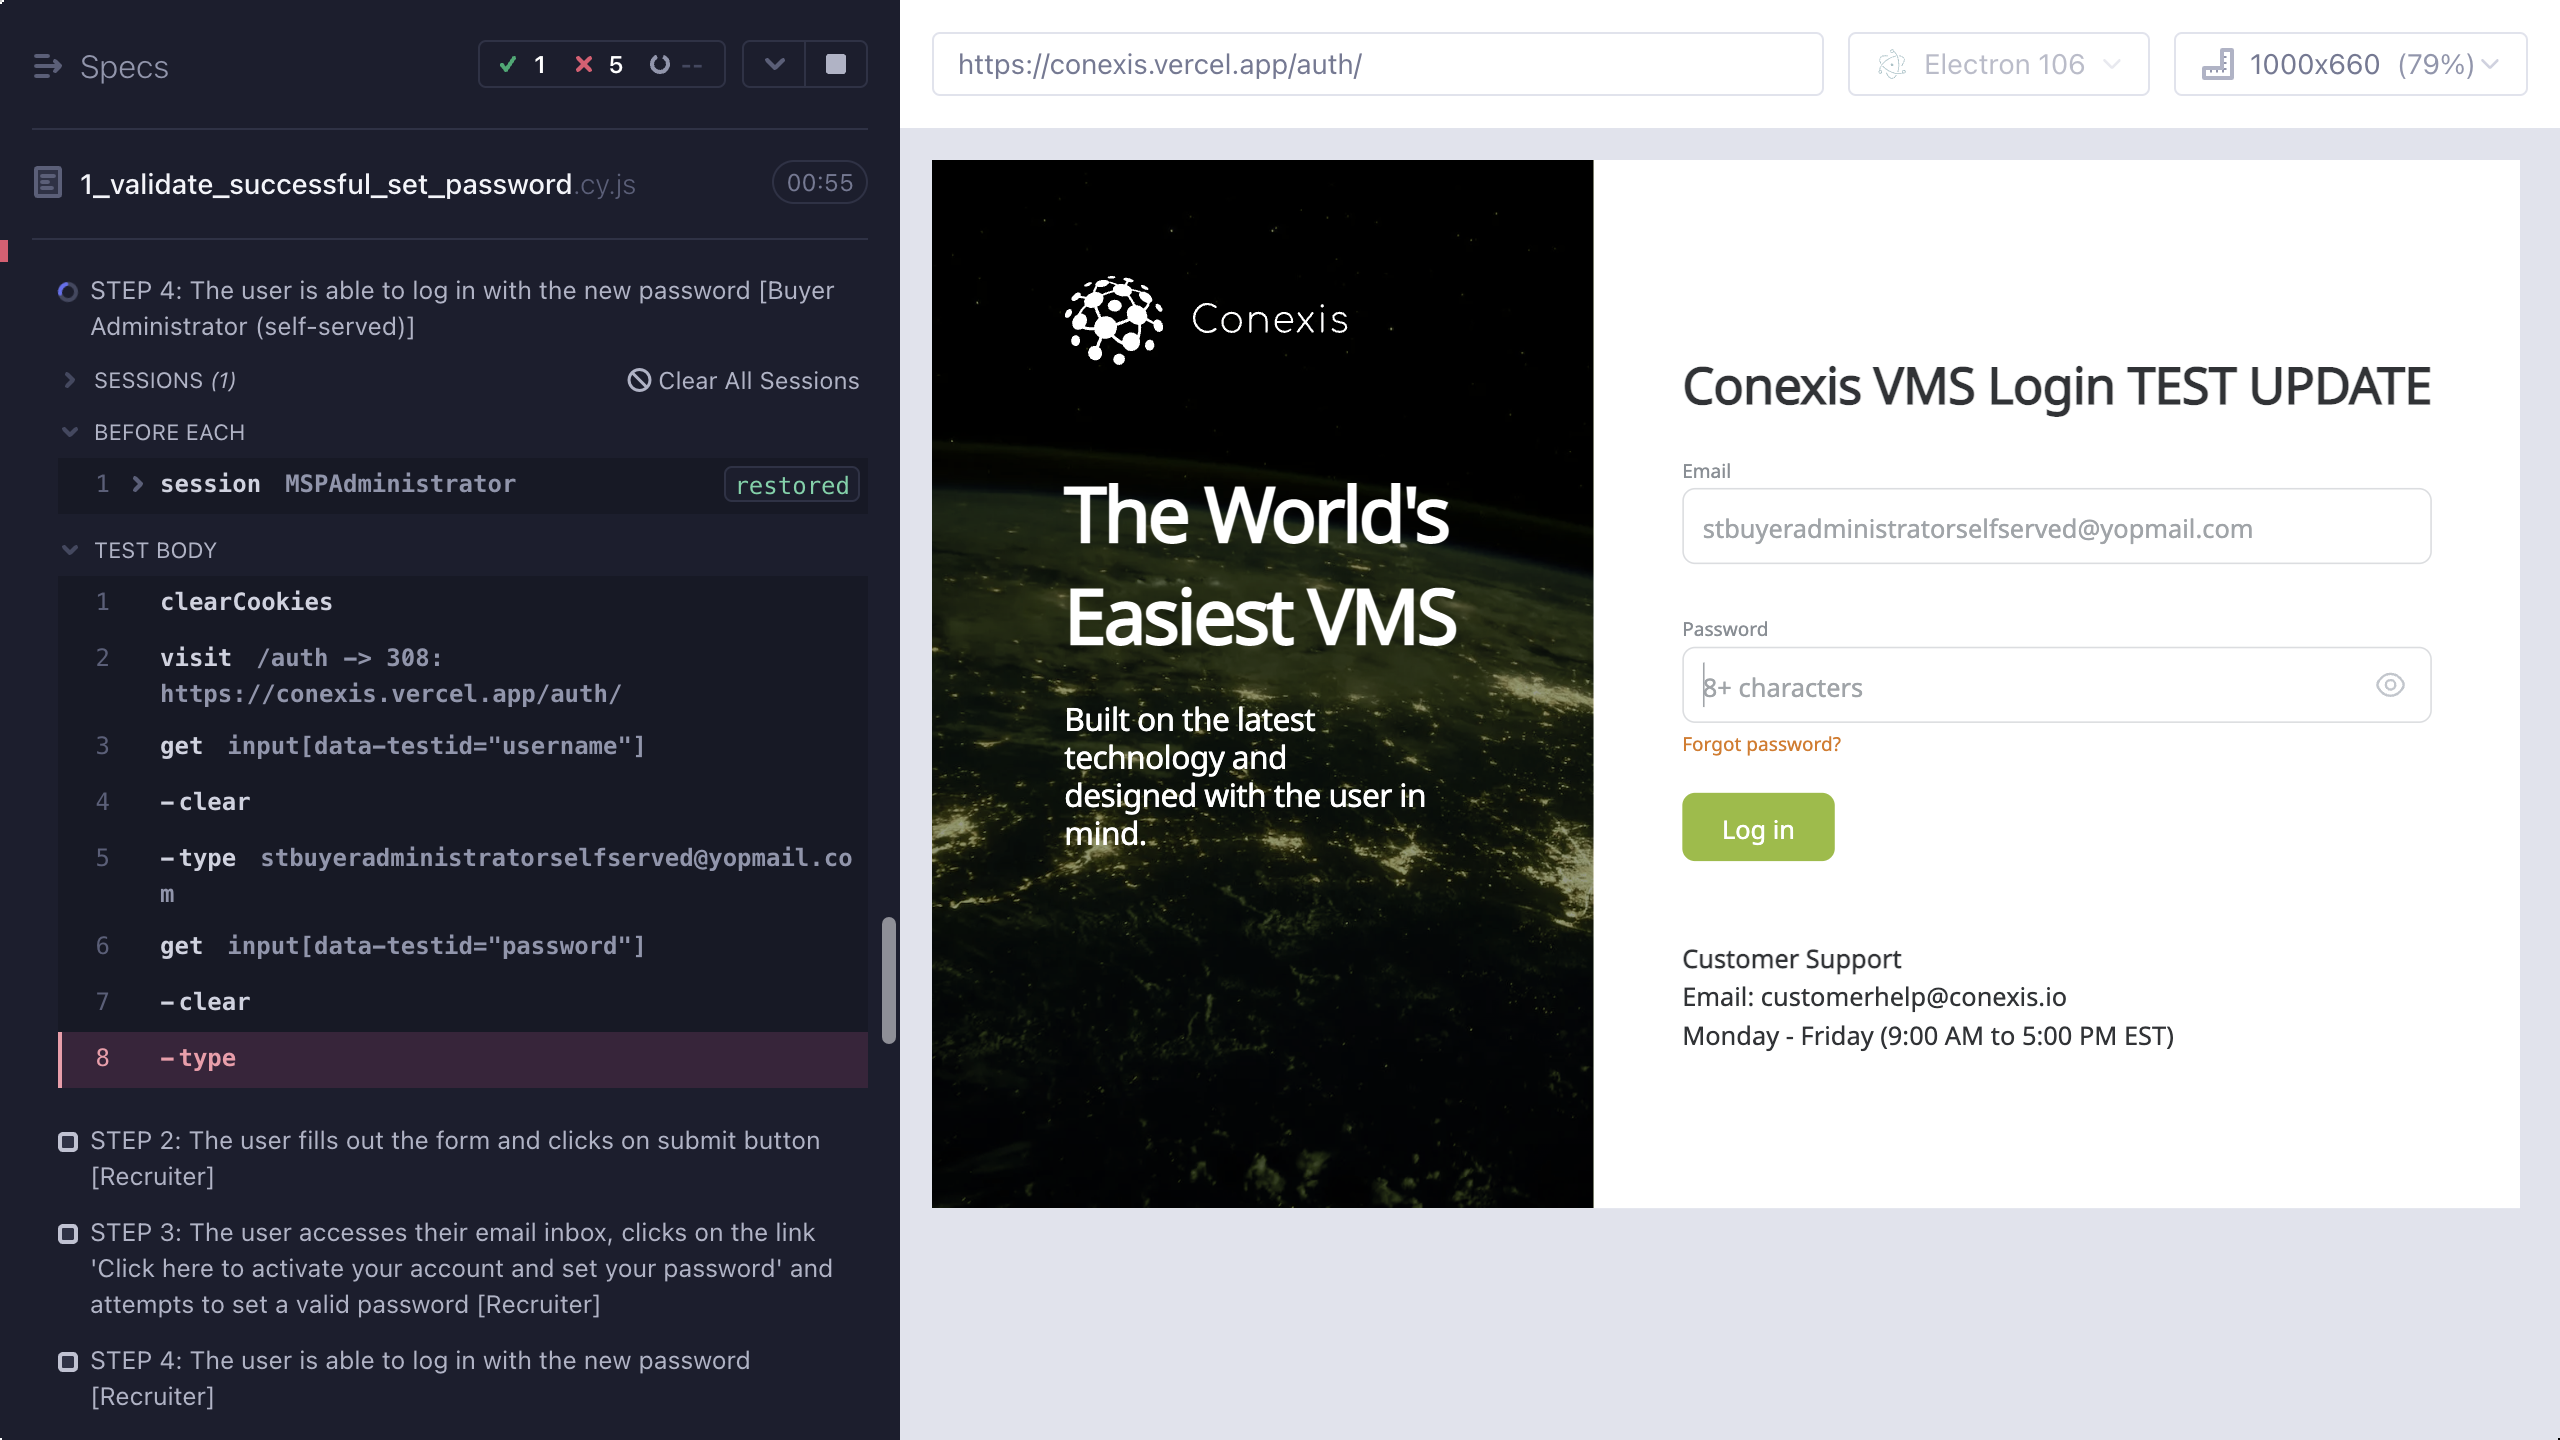 Specs
1
5
--
1_validate_successful_set_password.cy.js
00:55
STEP 4: The user is able to log in with the new password [Buyer
Administrator (self-served)]
SESSIONS (1)
Clear All Sessions
BEFORE EACH
1 session MSPAdministrator restored
TEST BODY
1 clearCookies
2 visit /auth -> 308:
https://conexis.vercel.app/auth/
3 get input[data-testid="username"]
4 -clear
5 -type stbuyeradministratorselfserved@yopmail.co
m
6 get input[data-testid="password"]
7 -clear
8 -type
STEP 2: The user fills out the form and clicks on submit button
[Recruiter]
STEP 3: The user accesses their email inbox, clicks on the link
'Click here to activate your account and set your password' and
attempts to set a valid password [Recruiter]
STEP 4: The user is able to log in with the new password
[Recruiter]
https://conexis.vercel.app/auth/
Electron 106
1000x660 (79%)
Conexis
The World's
Easiest VMS
Built on the latest
technology and
designed with the user in
mind.
Conexis VMS Login TEST UPDATE
Email
stbuyeradministratorselfserved@yopmail.com
Password
8+ characters
Forgot password?
Log in
Customer Support
Email: customerhelp@conexis.io
Monday - Friday (9:00 AM to 5:00 PM EST)